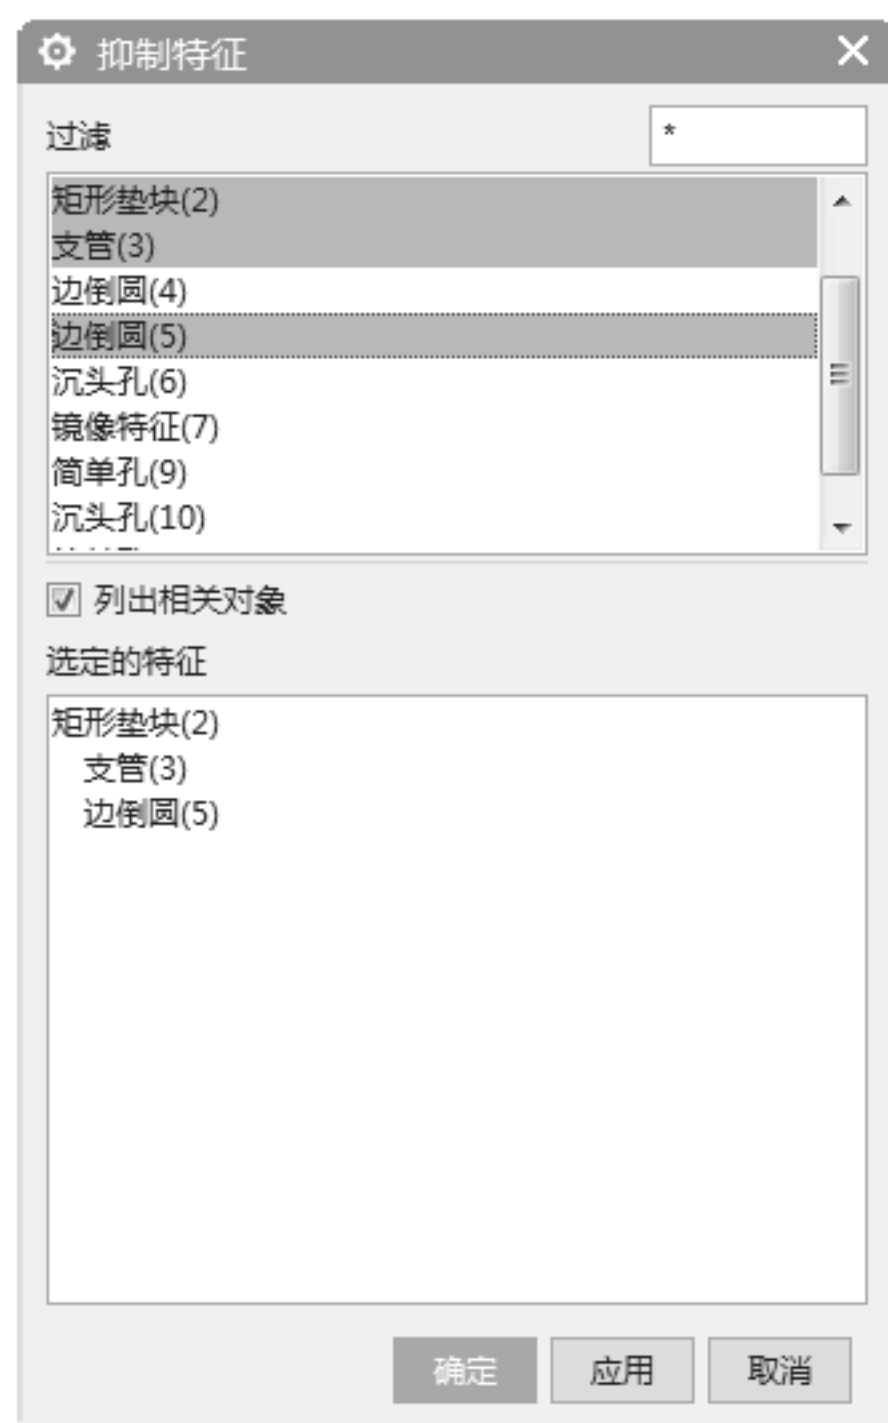 抑制特征
过滤
*
矩形垫块(2)
支管(3)
边倒圆(4)
边倒圆(5)
沉头孔(6)
镜像特征(7)
简单孔(9)
沉头孔(10)
列出相关对象
选定的特征
矩形垫块(2)
支管(3)
边倒圆(5)
确定 应用 取消